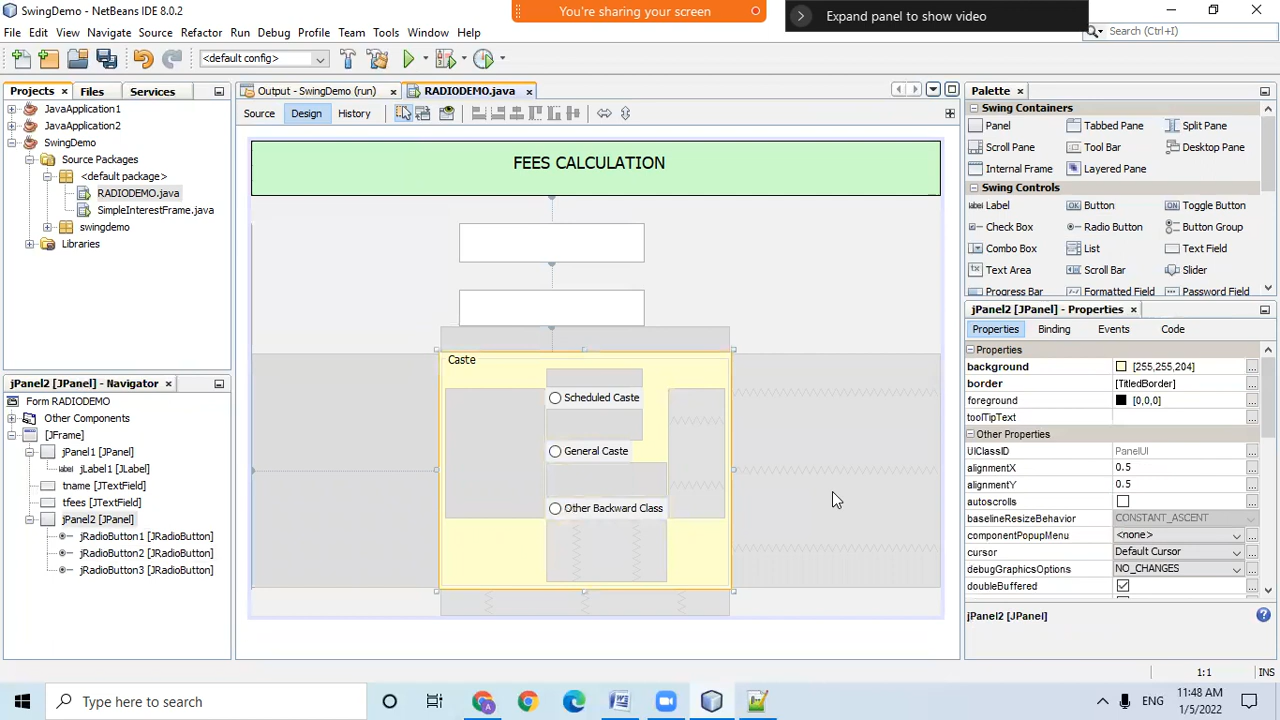 SwingDemo - NetBeans IDE 8.0.2
You're sharing your screen
Expand panel to show video
File Edit View Navigate Source Refactor Run Debug Profile Team Tools Window Help
Search (Ctrl+I)
<default config>
Projects Files Services
Output - SwingDemo (run) RADIODEMO.java
Palette
Source Design History
JavaApplication1
JavaApplication2
SwingDemo
Source Packages
<default package>
RADIODEMO.java
SimpleInterestFrame.java
swingdemo
Libraries
FEES CALCULATION
Caste
Scheduled Caste
General Caste
Other Backward Class
Swing Containers
Panel Tabbed Pane Split Pane
Scroll Pane Tool Bar Desktop Pane
Internal Frame Layered Pane
Swing Controls
label Label OK Button ON Toggle Button
Check Box Radio Button Button Group
Combo Box List Text Field
Text Area Scroll Bar Slider
Progress Bar Formatted Field Password Field
jPanel2 [JPanel] - Navigator
Form RADIODEMO
Other Components
[JFrame]
jPanel1 [JPanel]
label jLabel1 [JLabel]
tname [JTextField]
tfees [JTextField]
jPanel2 [JPanel]
jRadioButton1 [JRadioButton]
jRadioButton2 [JRadioButton]
jRadioButton3 [JRadioButton]
jPanel2 [JPanel] - Properties
Properties Binding Events Code
Properties
background [255,255,204]
border [TitledBorder]
foreground [0,0,0]
toolTipText
Other Properties
UIClassID PanelUI
alignmentX 0.5
alignmentY 0.5
autoscrolls
baselineResizeBehavior CONSTANT_ASCENT
componentPopupMenu <none>
cursor Default Cursor
debugGraphicsOptions NO_CHANGES
doubleBuffered
jPanel2 [JPanel]
1:1 INS
Type here to search
ENG
11:48 AM
1/5/2022